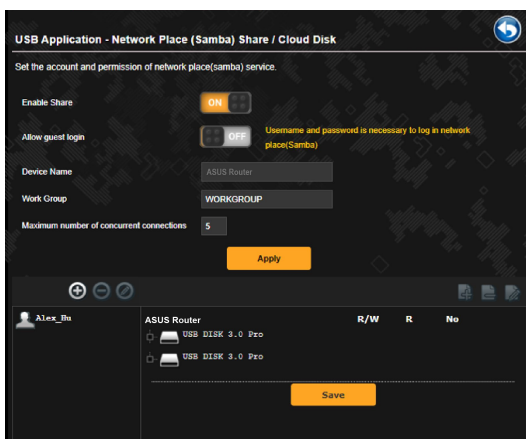 USB Application - Network Place (Samba) Share / Cloud Disk
Set the account and permission of network place(samba) service.
Enable Share ON
Allow guest login OFF Username and password is necessary to log in network
place(Samba)
Device Name ASUS Router
Work Group WORKGROUP
Maximum number of concurrent connections 5
Apply
Alex_Hu
ASUS Router R/W R No
USB DISK 3.0 Pro
USB DISK 3.0 Pro
Save